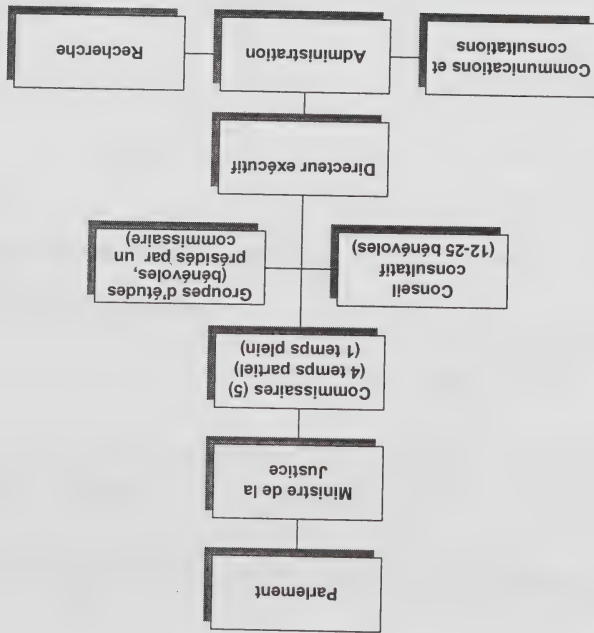 Parlement
Ministre de la
Justice
Commissaires (5)
(4 temps partiel)
(1 temps plein)
Groupes d'études
(bénévoles,
présidés par un
commissaire)
Conseil
consultatif
(12-25 bénévoles)
Directeur exécutif
Recherche
Administration
Communications et
consultations